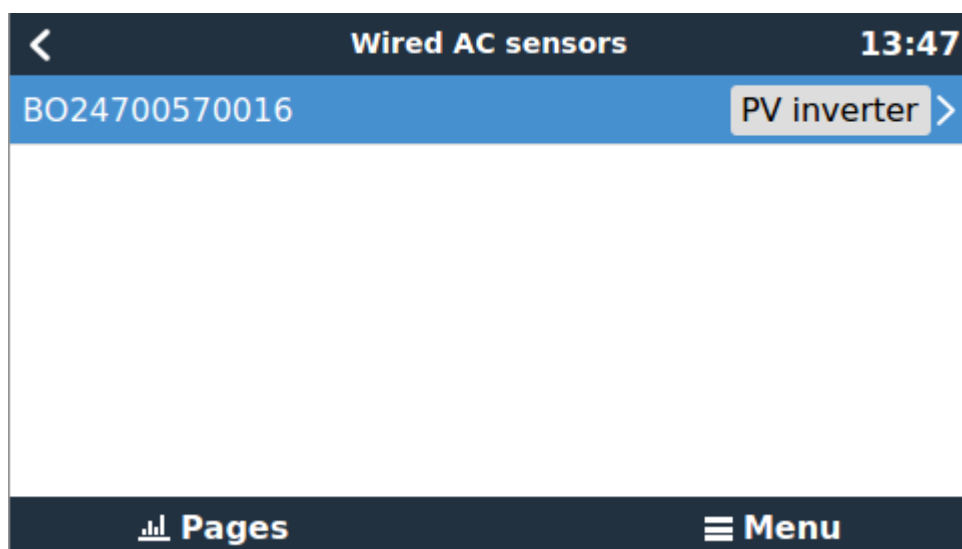 Wired AC sensors 13:47
BO24700570016 PV inverter
Pages Menu